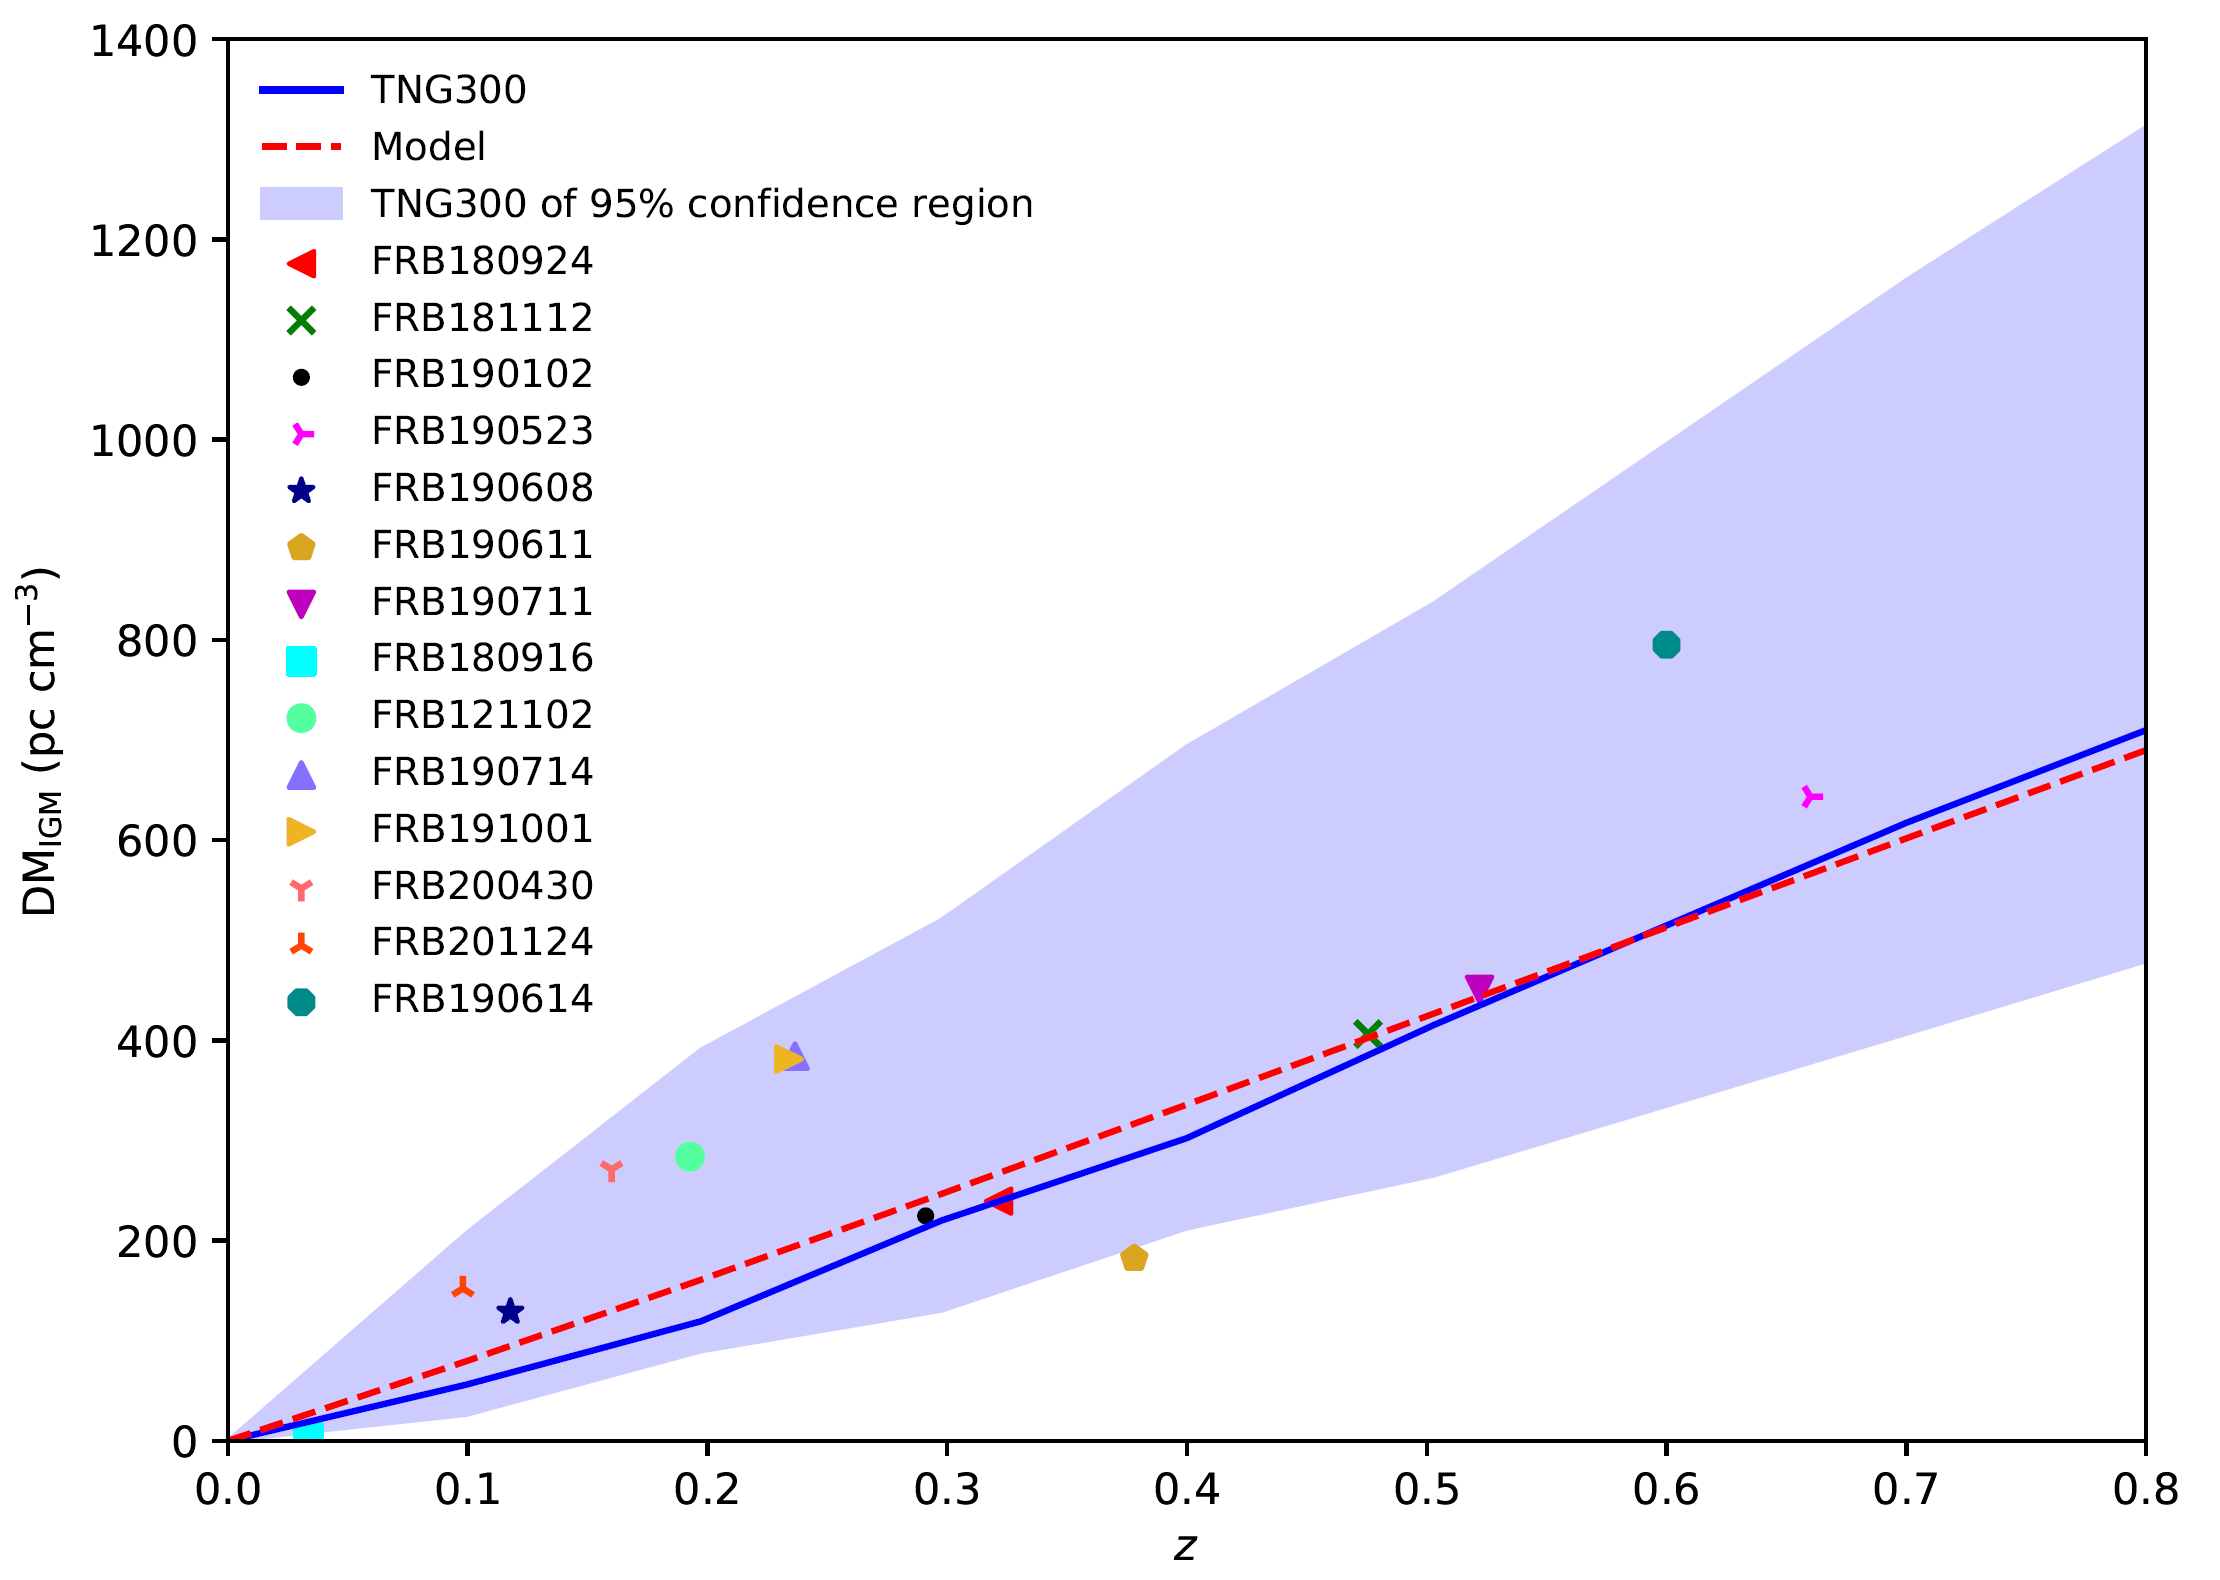 1400
1200
1000
800
600
400
200
0
DM_IGM (pc cm⁻³)
TNG300
Model
TNG300 of 95% confidence region
FRB180924
FRB181112
FRB190102
FRB190523
FRB190608
FRB190611
FRB190711
FRB180916
FRB121102
FRB190714
FRB191001
FRB200430
FRB201124
FRB190614
0.0 0.1 0.2 0.3 0.4 0.5 0.6 0.7 0.8
z